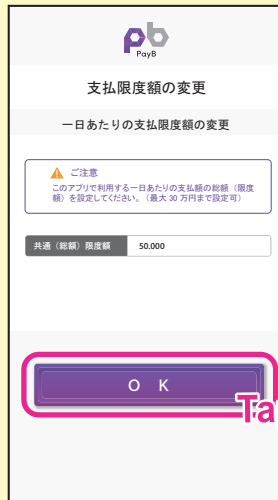 pb
PayB
支払限度額の変更
一日あたりの支払限度額の変更
ご注意
このアプリで利用する一日あたりの支払額の総額（限度
額）を設定してください。（最大 30 万円まで設定可）
共通（総額）限度額 50.000
O K
Ta